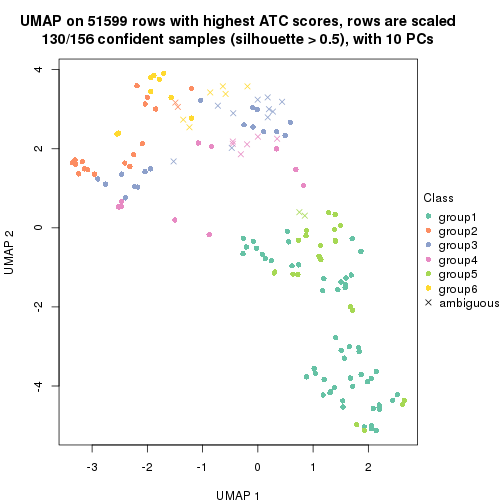 UMAP on 51599 rows with highest ATC scores, rows are scaled
130/156 confident samples (silhouette > 0.5), with 10 PCs
4
2
0
-2
-4
UMAP 2
-3
-2
-1
0
1
2
UMAP 1
Class
group1
group2
group3
group4
group5
group6
ambiguous